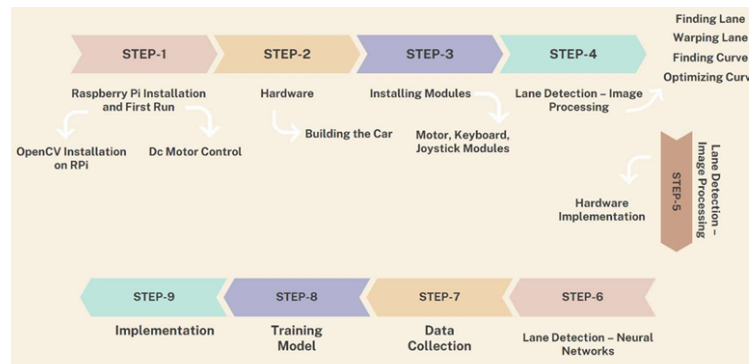 STEP-1
STEP-2
STEP-3
STEP-4
Finding Lane
Warping Lane
Finding Curve
Optimizing Curv
Raspberry Pi Installation
and First Run
Hardware
Installing Modules
Lane Detection – Image
Processing
OpenCV Installation
on RPi
Dc Motor Control
Building the Car
Motor, Keyboard,
Joystick Modules
STEP-5
Lane Detection –
Image Processing
Hardware
Implementation
STEP-9
STEP-8
STEP-7
STEP-6
Implementation
Training
Model
Data
Collection
Lane Detection – Neural
Networks